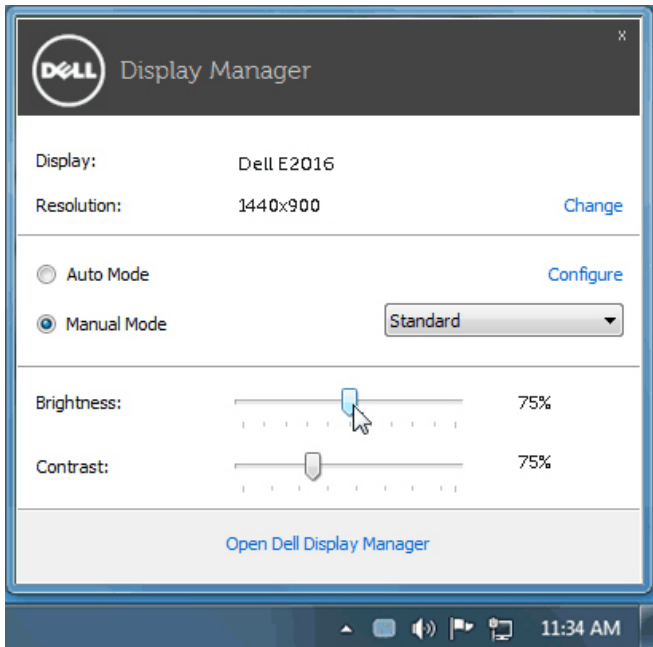 x
DELL Display Manager
Display: Dell E2016
Resolution: 1440x900 Change
Auto Mode Configure
Manual Mode Standard
Brightness: 75%
Contrast: 75%
Open Dell Display Manager
11:34 AM